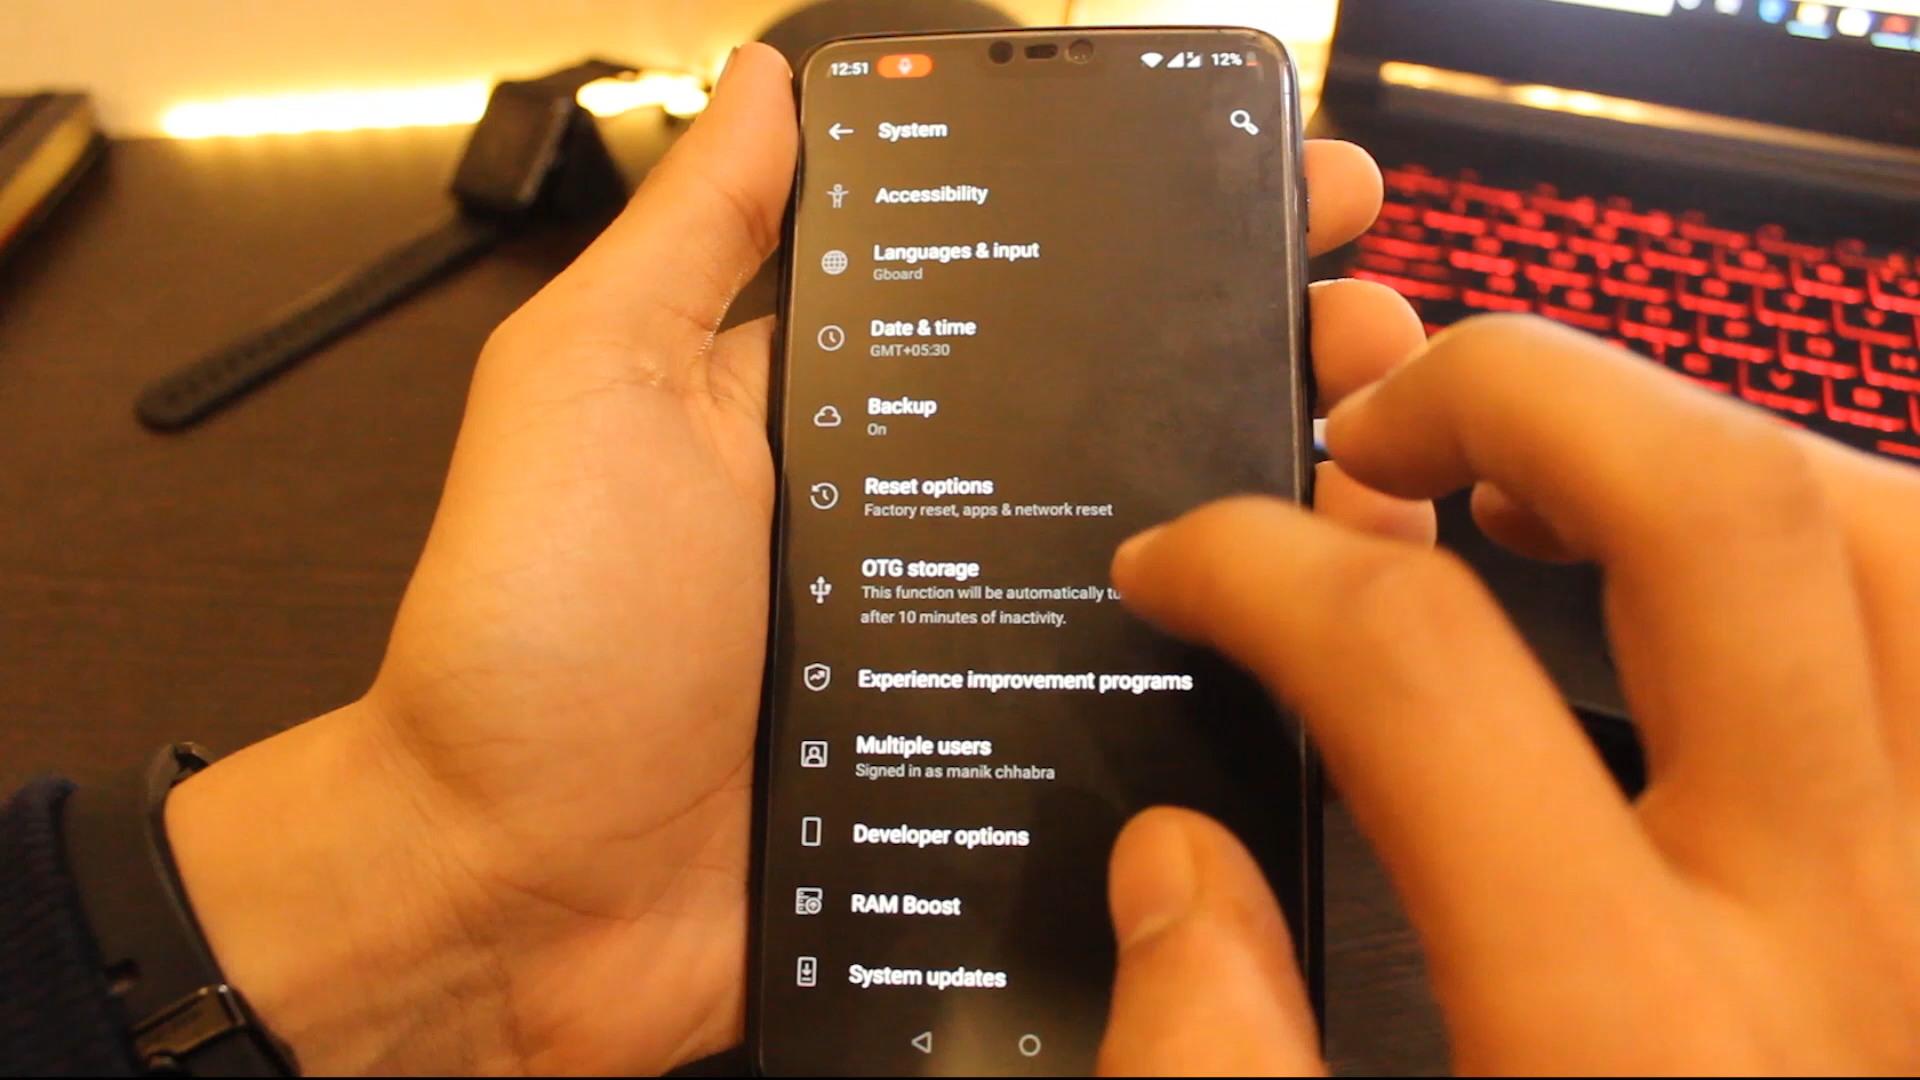 12:51
12%
System
Accessibility
Languages & input
Gboard
Date & time
GMT+05:30
Backup
On
Reset options
Factory reset, apps & network reset
OTG storage
This function will be automatically
after 10 minutes of inactivity.
Experience improvement programs
Multiple users
Signed in as manik chhabra
Developer options
RAM Boost
System updates